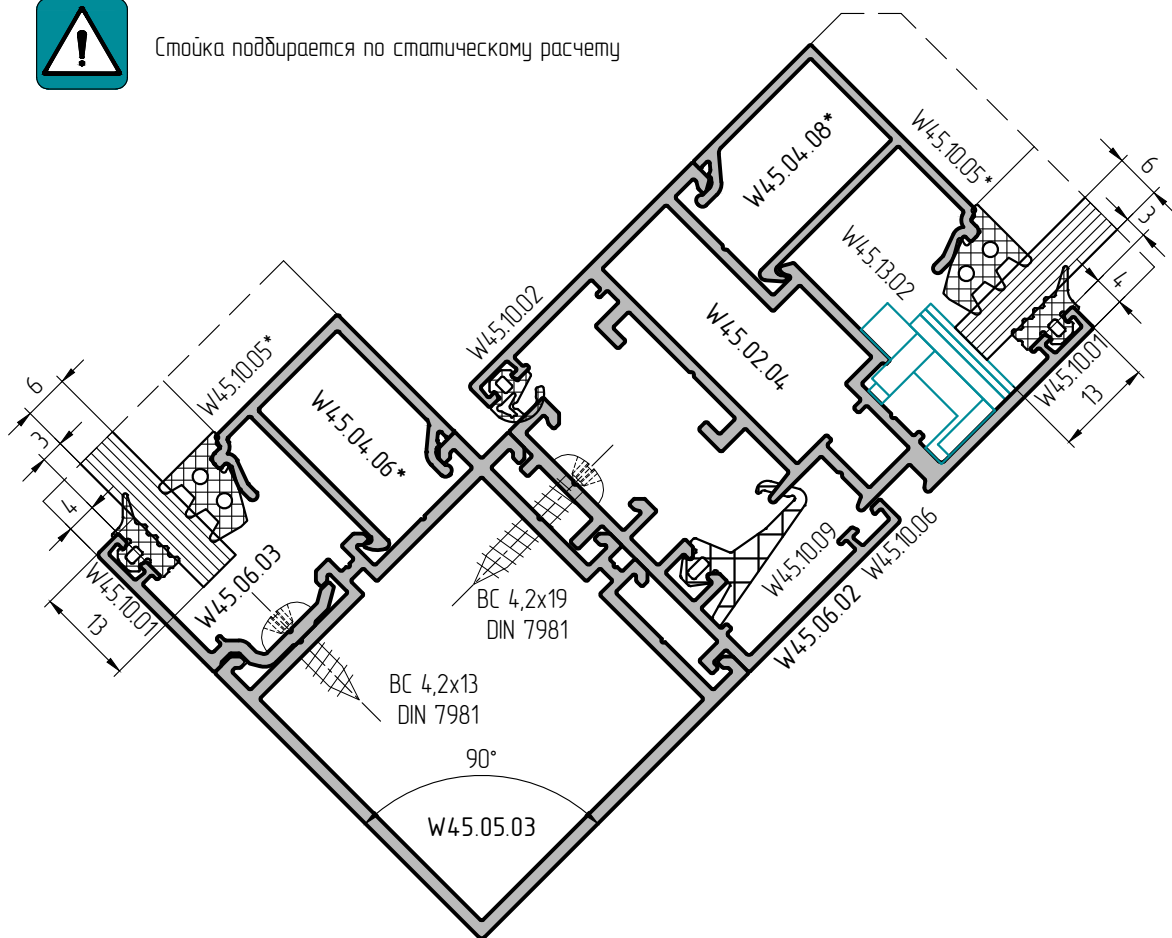 Стойка подбирается по статическому расчету
W45.10.05*
6
3
4
W45.04.08*
W45.13.02
W45.10.02
W45.02.04
W45.10.01
13
W45.10.05*
6
3
4
W45.04.06*
W45.10.01
13
W45.06.03
W45.10.09
W45.10.06
W45.06.02
ВС 4,2x19
DIN 7981
ВС 4,2x13
DIN 7981
90°
W45.05.03